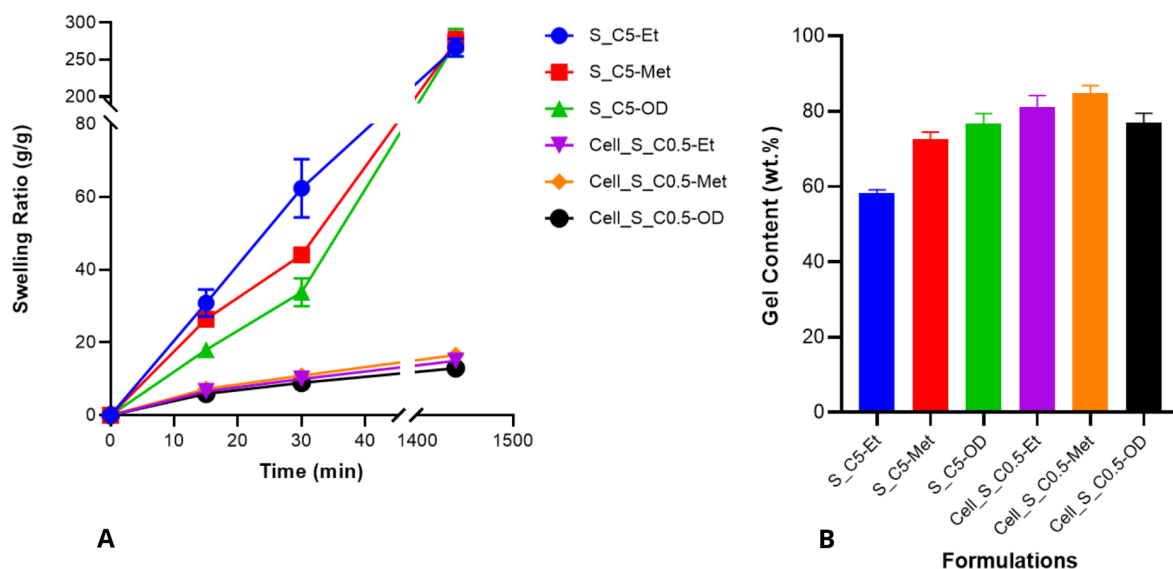 300
250
200
80
60
40
20
0
Swelling Ratio (g/g)
0 10 20 30 40 1400 1500
Time (min)
S_C5-Et
S_C5-Met
S_C5-OD
Cell_S_C0.5-Et
Cell_S_C0.5-Met
Cell_S_C0.5-OD
A
100
80
60
40
20
0
Gel Content (wt.%)
S_C5-Et
S_C5-Met
S_C5-OD
Cell_S_C0.5-Et
Cell_S_C0.5-Met
Cell_S_C0.5-OD
B
Formulations